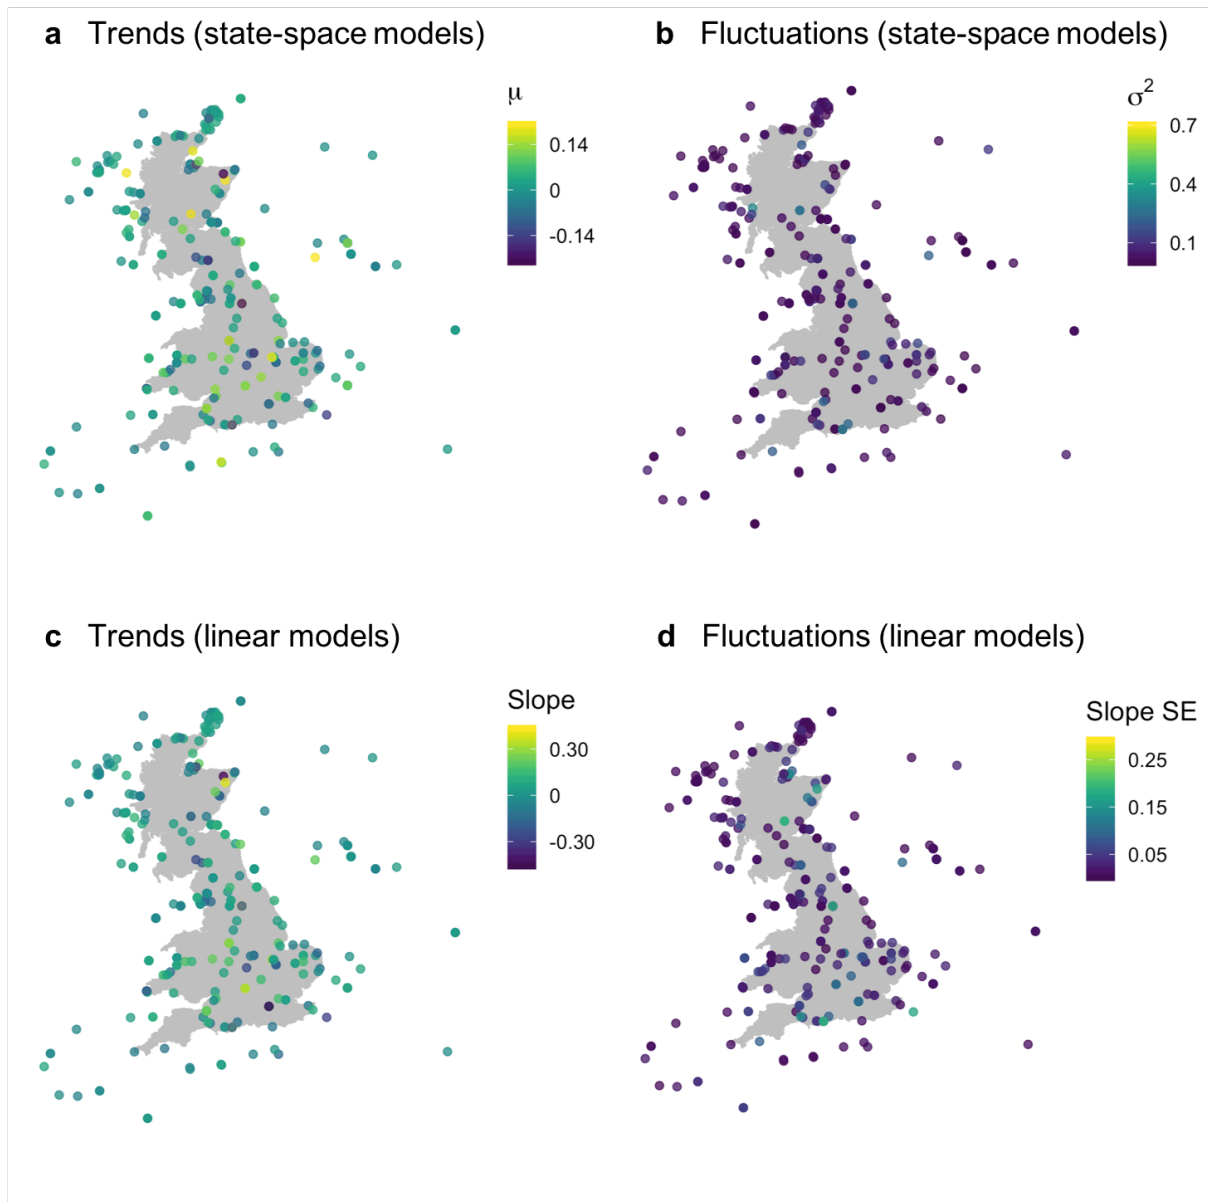 a Trends (state-space models)
b Fluctuations (state-space models)
μ
0.14
0
-0.14
σ²
0.7
0.4
0.1
c Trends (linear models)
d Fluctuations (linear models)
Slope
0.30
0
-0.30
Slope SE
0.25
0.15
0.05